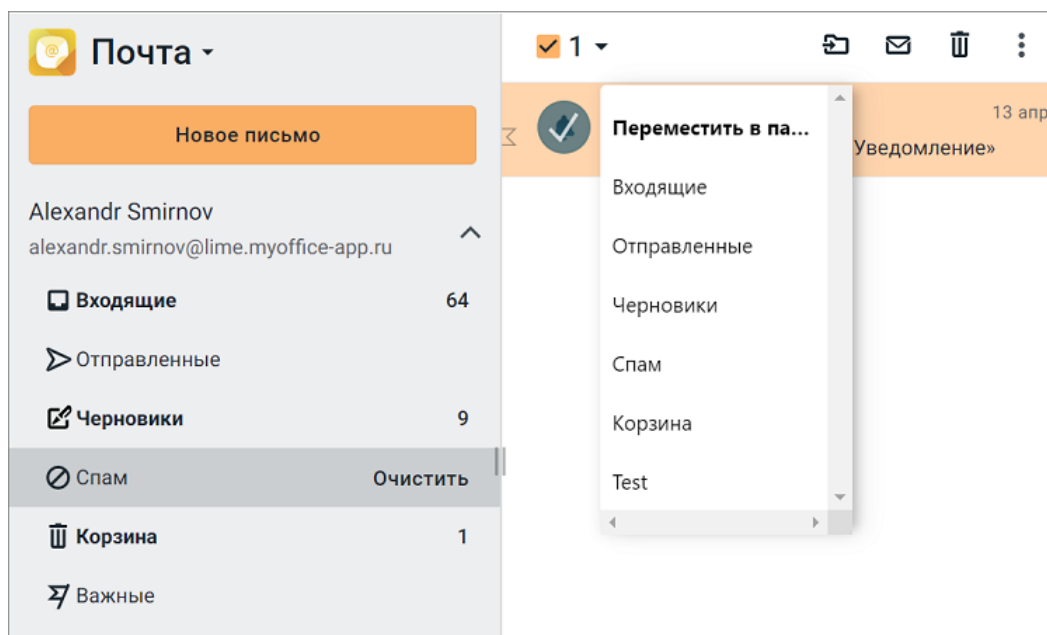 Почта
Новое письмо
Alexandr Smirnov
alexandr.smirnov@lime.myoffice-app.ru
Входящие 64
Отправленные
Черновики 9
Спам Очистить
Корзина 1
Важные
1
13 апр
Уведомление»
Переместить в па...
Входящие
Отправленные
Черновики
Спам
Корзина
Test